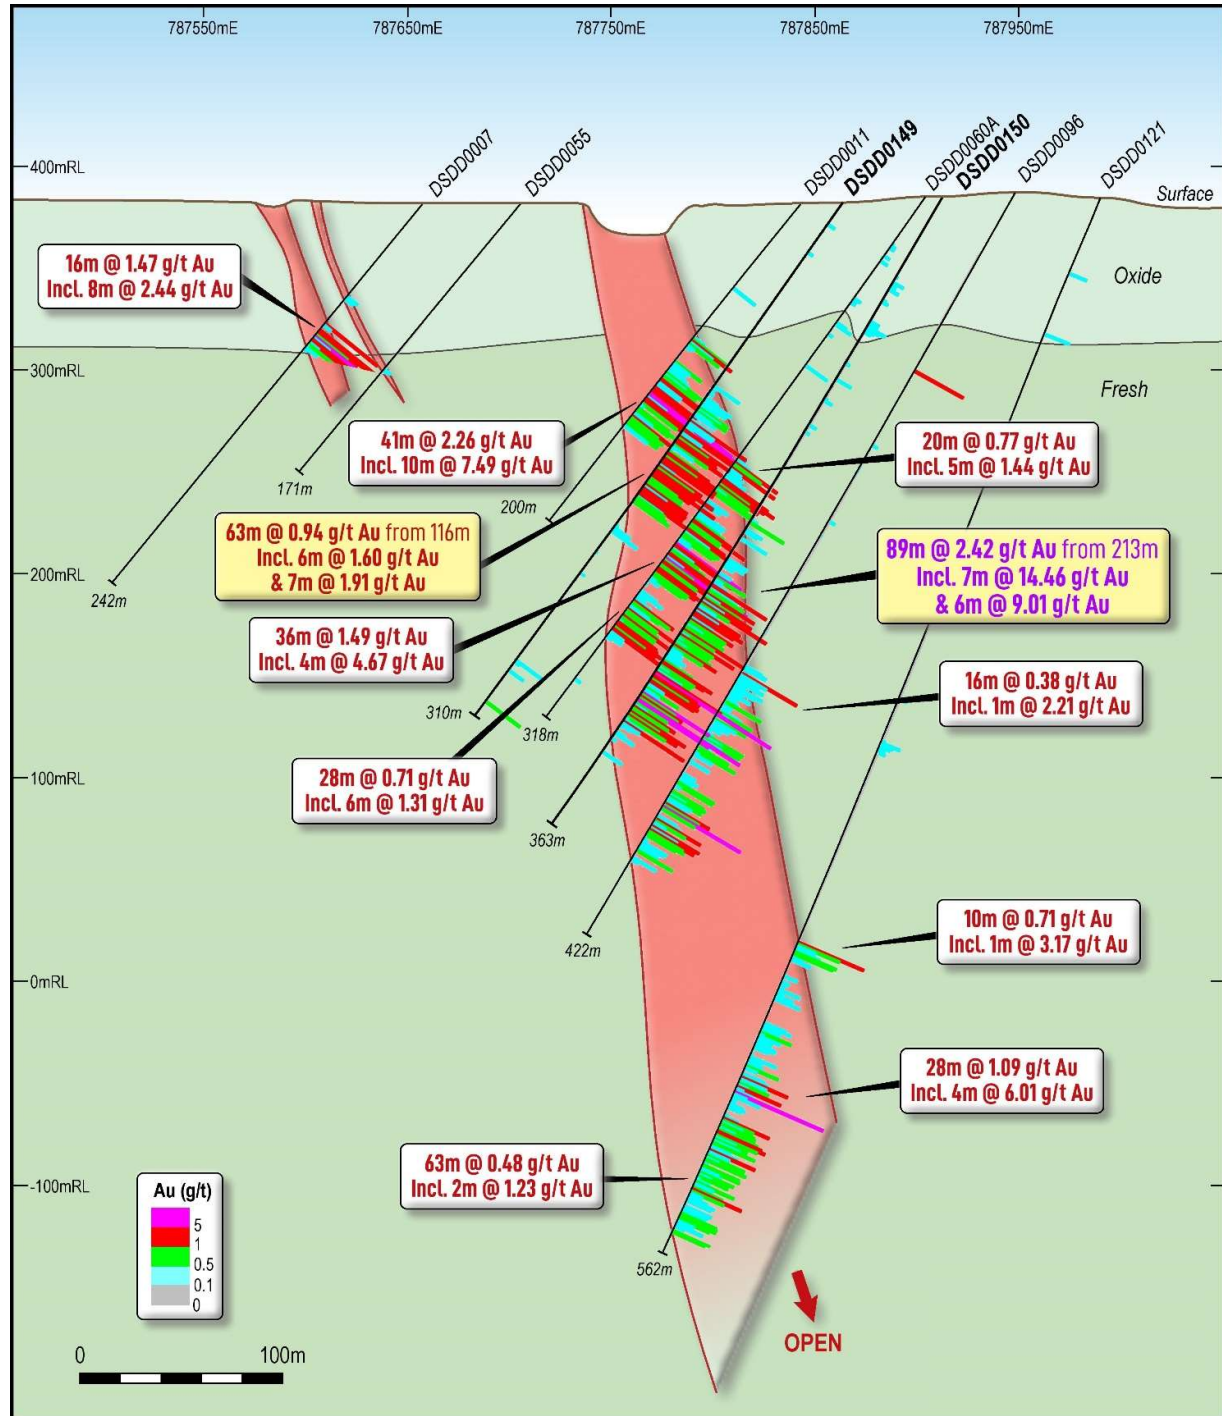 787550mE
787650mE
787750mE
787850mE
787950mE
DSDD0007
DSDD0055
DSDD0011
DSDD0149
DSDD0060A
DSDD0150
DSDD0096
DSDD0121
400mRL
Surface
16m @ 1.47 g/t Au
Incl. 8m @ 2.44 g/t Au
Oxide
300mRL
Fresh
41m @ 2.26 g/t Au
Incl. 10m @ 7.49 g/t Au
20m @ 0.77 g/t Au
Incl. 5m @ 1.44 g/t Au
171m
200m
63m @ 0.94 g/t Au from 116m
Incl. 6m @ 1.60 g/t Au
& 7m @ 1.91 g/t Au
89m @ 2.42 g/t Au from 213m
Incl. 7m @ 14.46 g/t Au
& 6m @ 9.01 g/t Au
200mRL
242m
36m @ 1.49 g/t Au
Incl. 4m @ 4.67 g/t Au
16m @ 0.38 g/t Au
Incl. 1m @ 2.21 g/t Au
310m
318m
28m @ 0.71 g/t Au
Incl. 6m @ 1.31 g/t Au
100mRL
363m
10m @ 0.71 g/t Au
Incl. 1m @ 3.17 g/t Au
422m
0mRL
28m @ 1.09 g/t Au
Incl. 4m @ 6.01 g/t Au
63m @ 0.48 g/t Au
Incl. 2m @ 1.23 g/t Au
-100mRL
Au (g/t)
5
1
0.5
0.1
0
562m
OPEN
0 100m